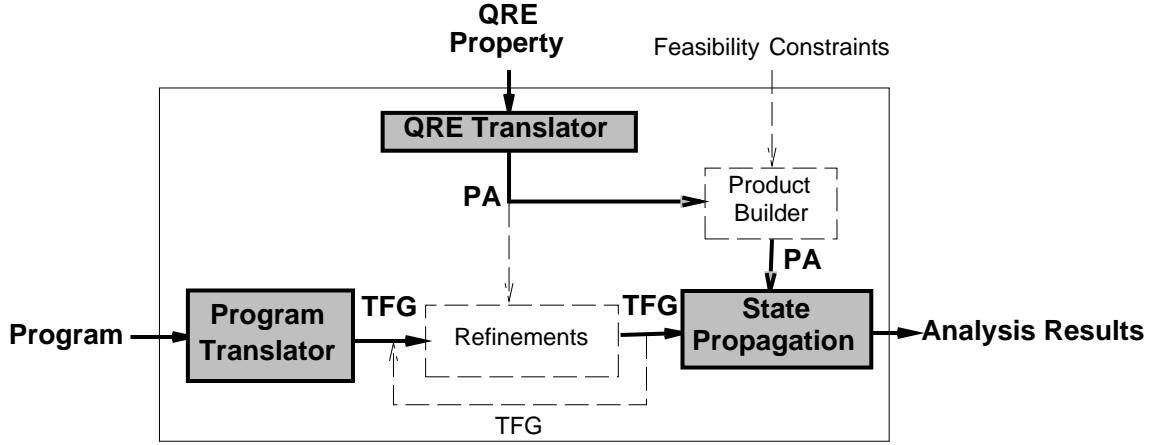 QRE
Property
Feasibility Constraints
QRE Translator
PA
Product
Builder
PA
Program
Program
Translator
TFG
Refinements
TFG
State
Propagation
Analysis Results
TFG